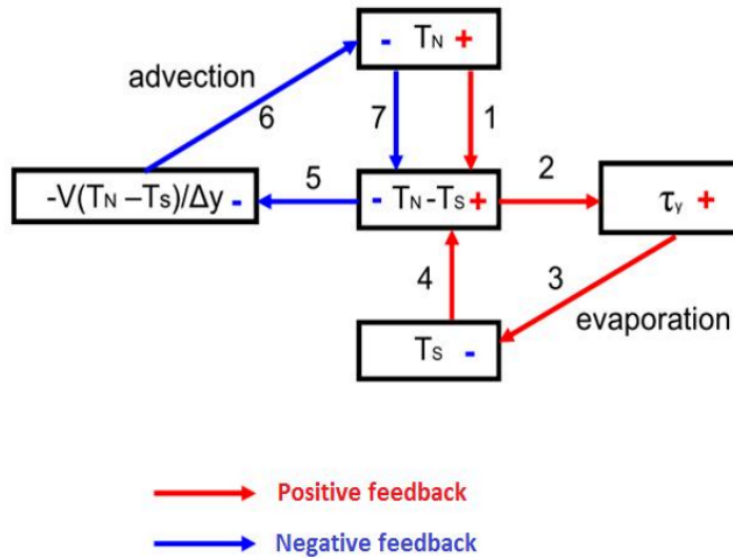 - TN +
advection
6
7
1
-V(TN –Ts)/Δy -
5
- TN -TS +
2
τy +
4
3
evaporation
TS -
Positive feedback
Negative feedback